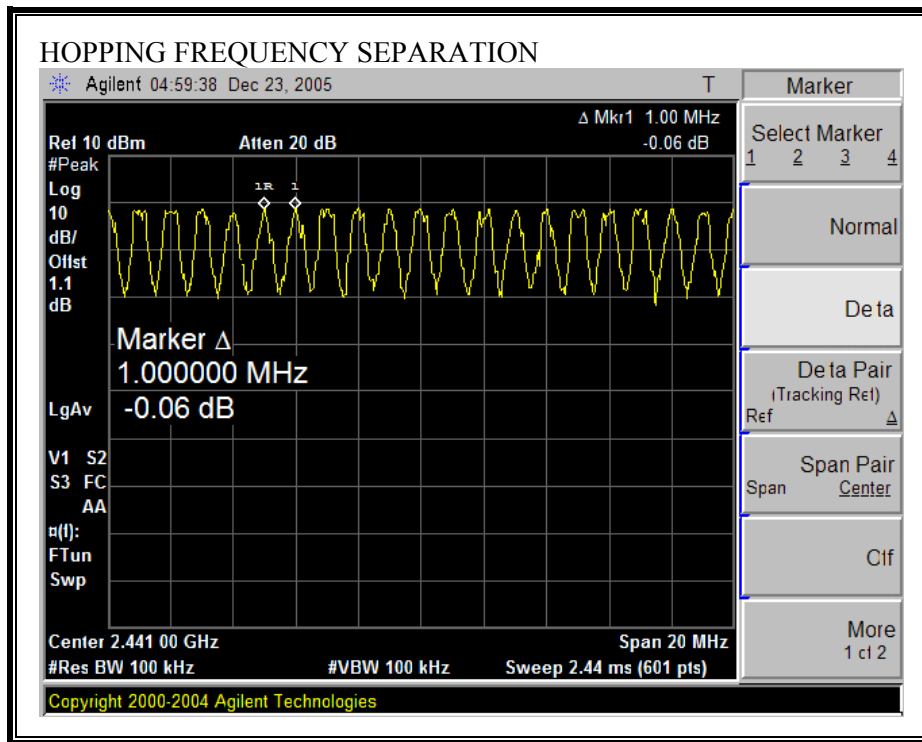 HOPPING FREQUENCY SEPARATION
Agilent 04:59:38 Dec 23, 2005 T
Marker
Δ Mkr1 1.00 MHz
Ref 10 dBm Atten 20 dB -0.06 dB
#Peak
Log
10
dB/
Offst
1.1
dB
1R 1
Marker Δ
1.000000 MHz
-0.06 dB
LgAv
V1 S2
S3 FC
AA
¤(f):
FTun
Swp
Center 2.441 00 GHz Span 20 MHz
#Res BW 100 kHz #VBW 100 kHz Sweep 2.44 ms (601 pts)
Copyright 2000-2004 Agilent Technologies
Select Marker
1 2 3 4
Normal
Delta
Delta Pair
(Tracking Ref)
Ref Δ
Span Pair
Span Center
Off
More
1 of 2